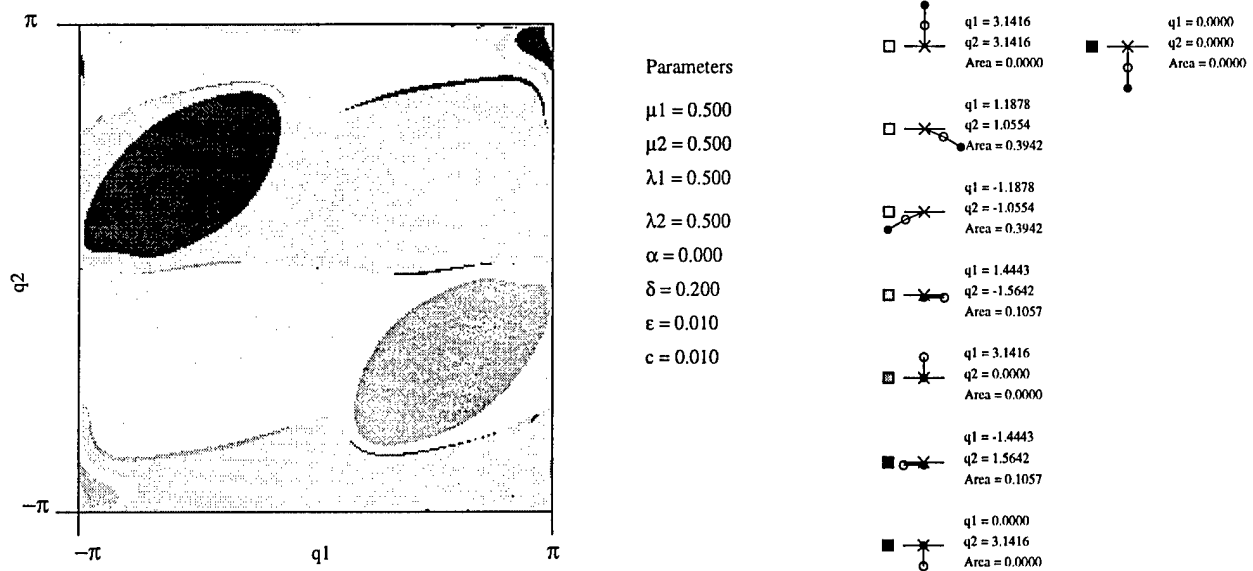 π
q2
−π
−π
q1
π
Parameters
μ1 = 0.500
μ2 = 0.500
λ1 = 0.500
λ2 = 0.500
α = 0.000
δ = 0.200
ε = 0.010
c = 0.010
q1 = 3.1416
q2 = 3.1416
Area = 0.0000
q1 = 1.1878
q2 = 1.0554
Area = 0.3942
q1 = -1.1878
q2 = -1.0554
Area = 0.3942
q1 = 1.4443
q2 = -1.5642
Area = 0.1057
q1 = 3.1416
q2 = 0.0000
Area = 0.0000
q1 = -1.4443
q2 = 1.5642
Area = 0.1057
q1 = 0.0000
q2 = 3.1416
Area = 0.0000
q1 = 0.0000
q2 = 0.0000
Area = 0.0000